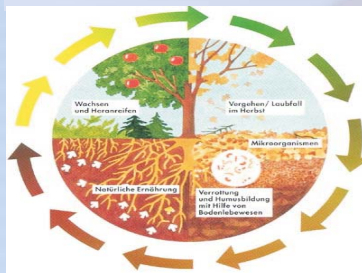 Wachsen
und Heranreifen
Vergehen/Laubfall
im Herbst
Mikroorganismen
Natürliche Ernährung
Verrottung
und Humusbildung
mit Hilfe von
Bodenlebewesen